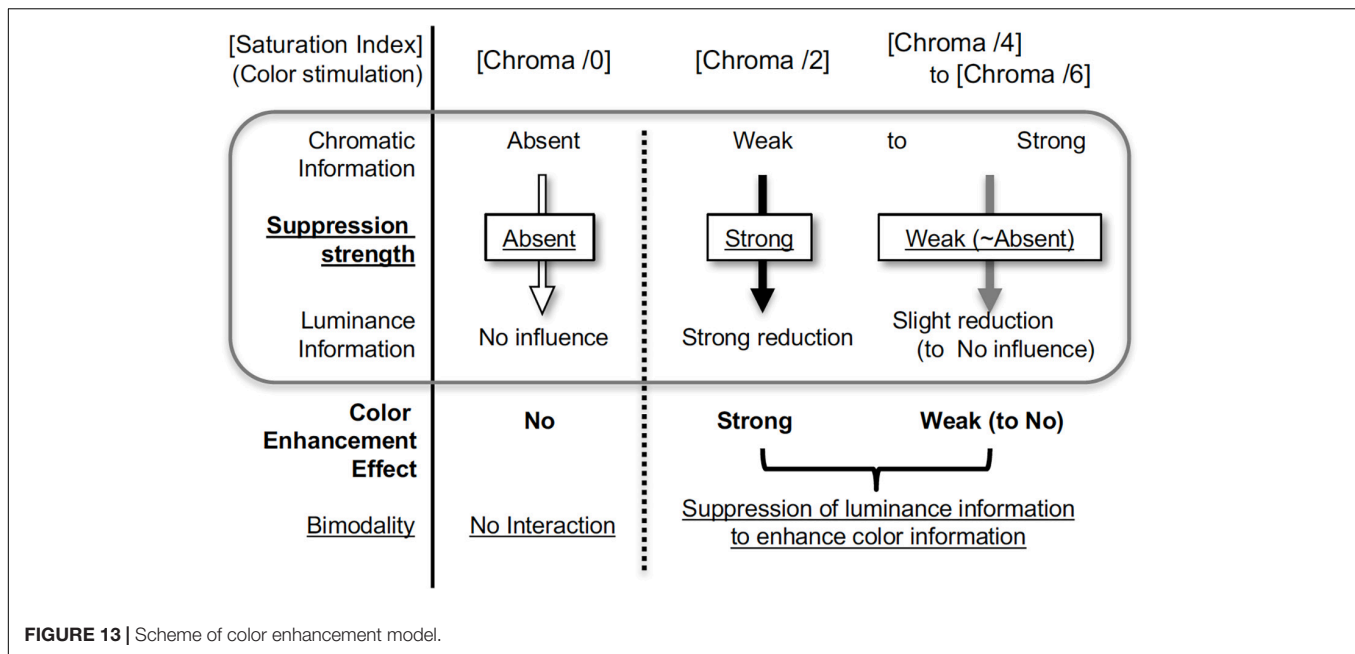 [Saturation Index]
(Color stimulation)
[Chroma /0]
[Chroma /2]
[Chroma /4]
to [Chroma /6]
Chromatic
Information
Absent
Weak to Strong
Suppression
strength
Absent
Strong
Weak (~Absent)
Luminance
Information
No influence
Strong reduction
Slight reduction
(to No influence)
Color
Enhancement
Effect
No
Strong
Weak (to No)
Bimodality
No Interaction
Suppression of luminance information
to enhance color information
FIGURE 13 | Scheme of color enhancement model.